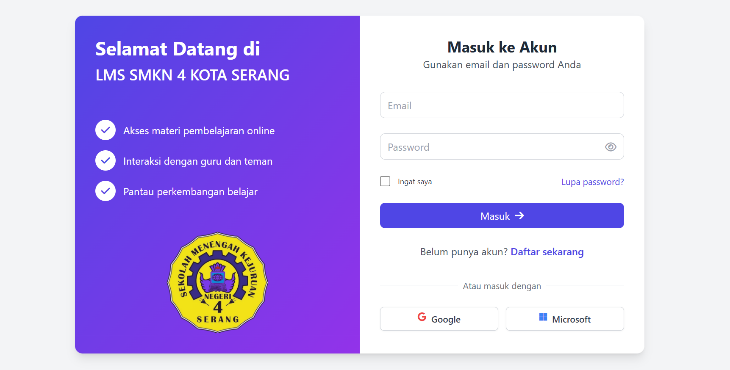 Selamat Datang di
LMS SMKN 4 KOTA SERANG
Akses materi pembelajaran online
Interaksi dengan guru dan teman
Pantau perkembangan belajar
SEKOLAH MENENGAH KEJURUAN
NEGERI
4
SERANG
Masuk ke Akun
Gunakan email dan password Anda
Email
Password
Ingat saya
Lupa password?
Masuk
Belum punya akun? Daftar sekarang
Atau masuk dengan
Google
Microsoft